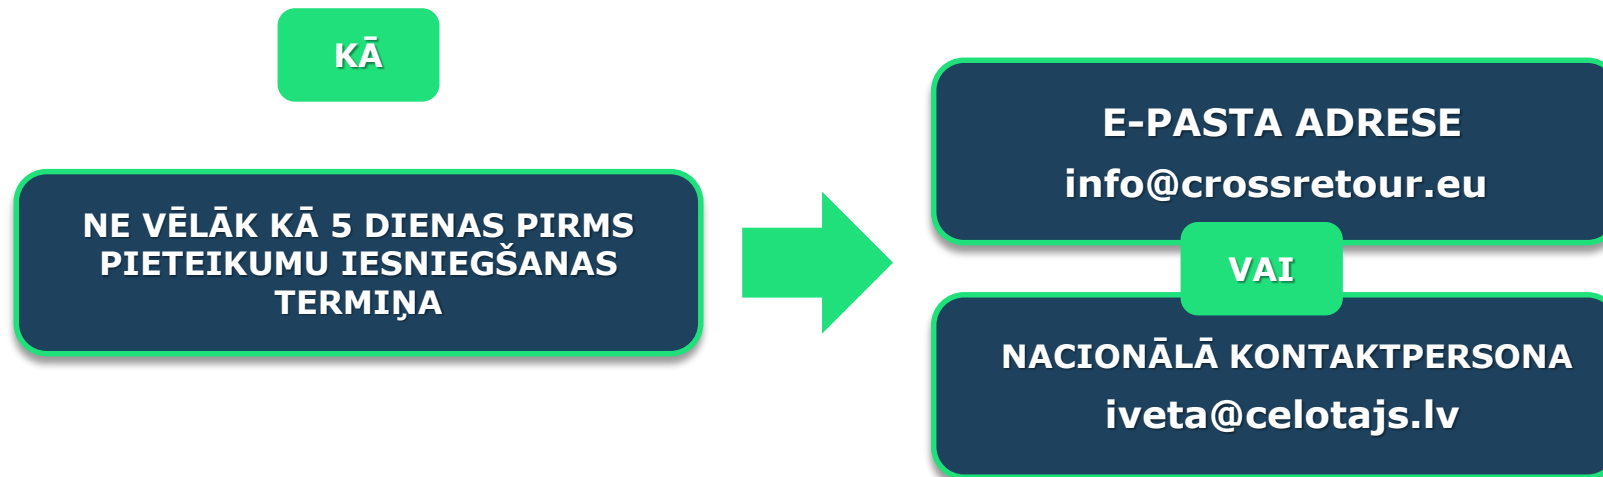 KĀ
NE VĒLĀK KĀ 5 DIENAS PIRMS
PIETEIKUMU IESNIEGŠANAS
TERMIŅA
E-PASTA ADRESE
info@crossretour.eu
VAI
NACIONĀLĀ KONTAKTPERSONA
iveta@celotajs.lv